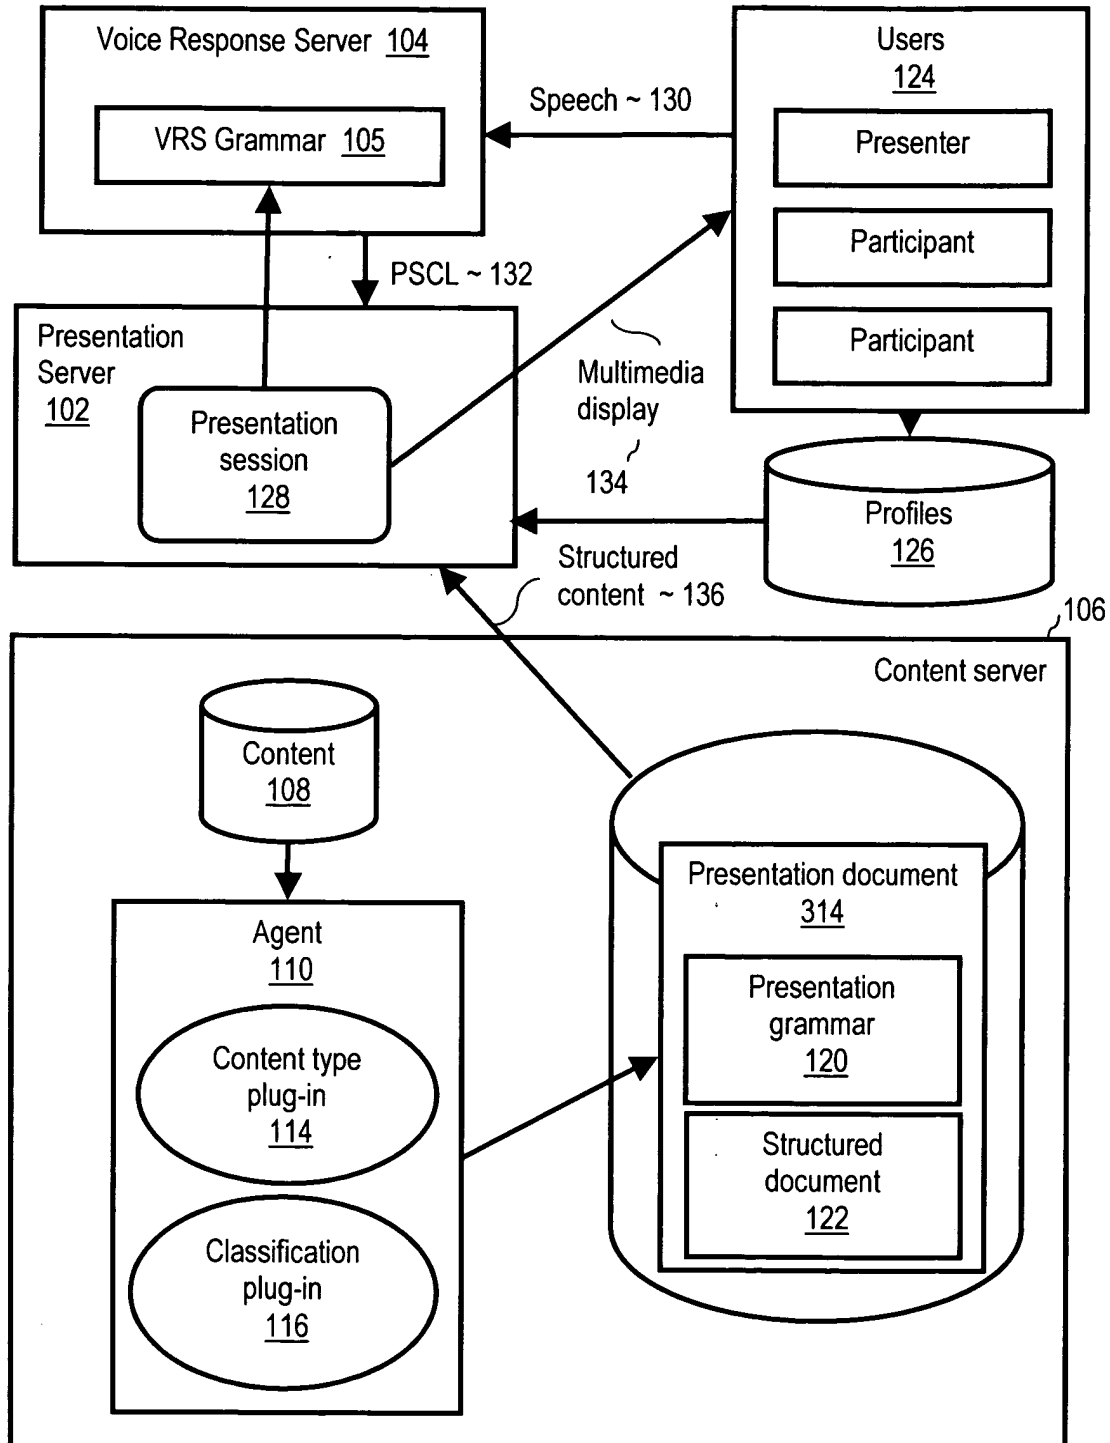 Voice Response Server 104
VRS Grammar 105
Speech ~ 130
Users
124
Presenter
Participant
Participant
PSCL ~ 132
Presentation
Server
102
Presentation
session
128
Multimedia
display
134
Profiles
126
Structured
content ~ 136
106
Content server
Content
108
Agent
110
Content type
plug-in
114
Classification
plug-in
116
Presentation document
314
Presentation
grammar
120
Structured
document
122